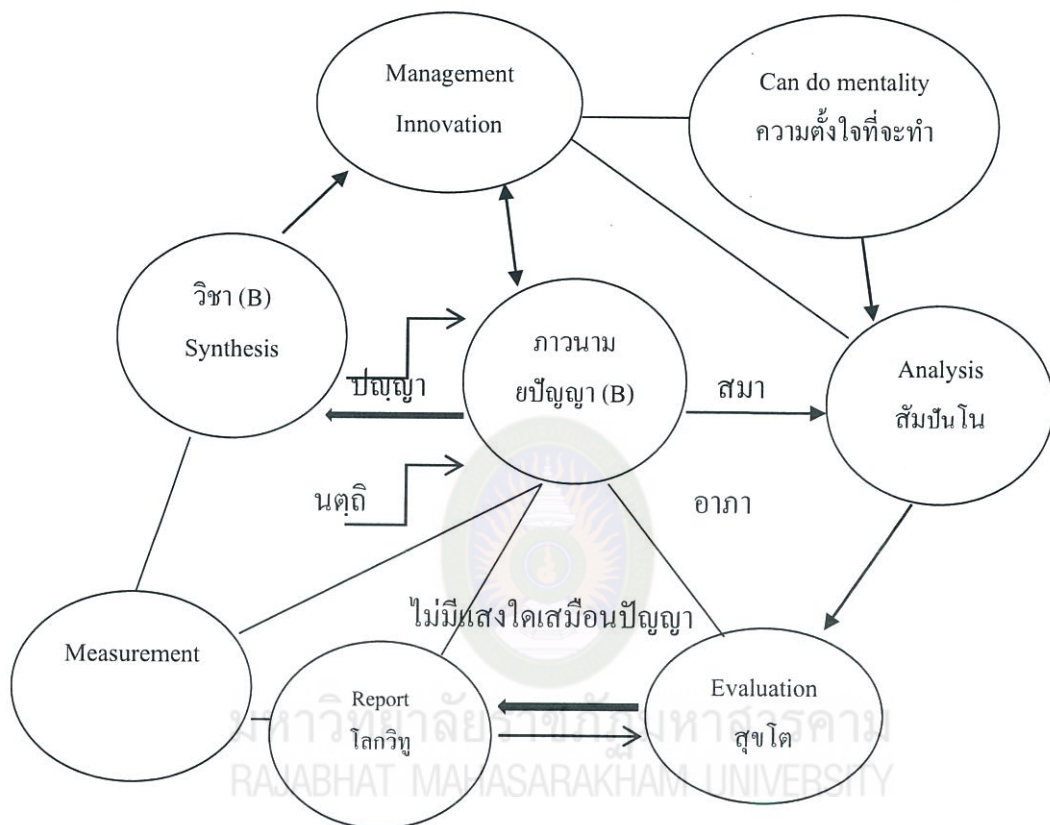 Management
Innovation
Can do mentality
ความตั้งใจที่จะทำ
วิชา (B)
Synthesis
ภาวนาม
ยปัญญา (B)
ปญฺญา
สมา
Analysis
สัมปันโน
นตฺถิ
อาภา
ไม่มีแสงใดเสมือนปัญญา
Measurement
Report
โลกวิทู
Evaluation
สุขโต
มหาวิทยาลัยราชภัฏมหาสารคาม
RAJABHAT MAHASARAKHAM UNIVERSITY